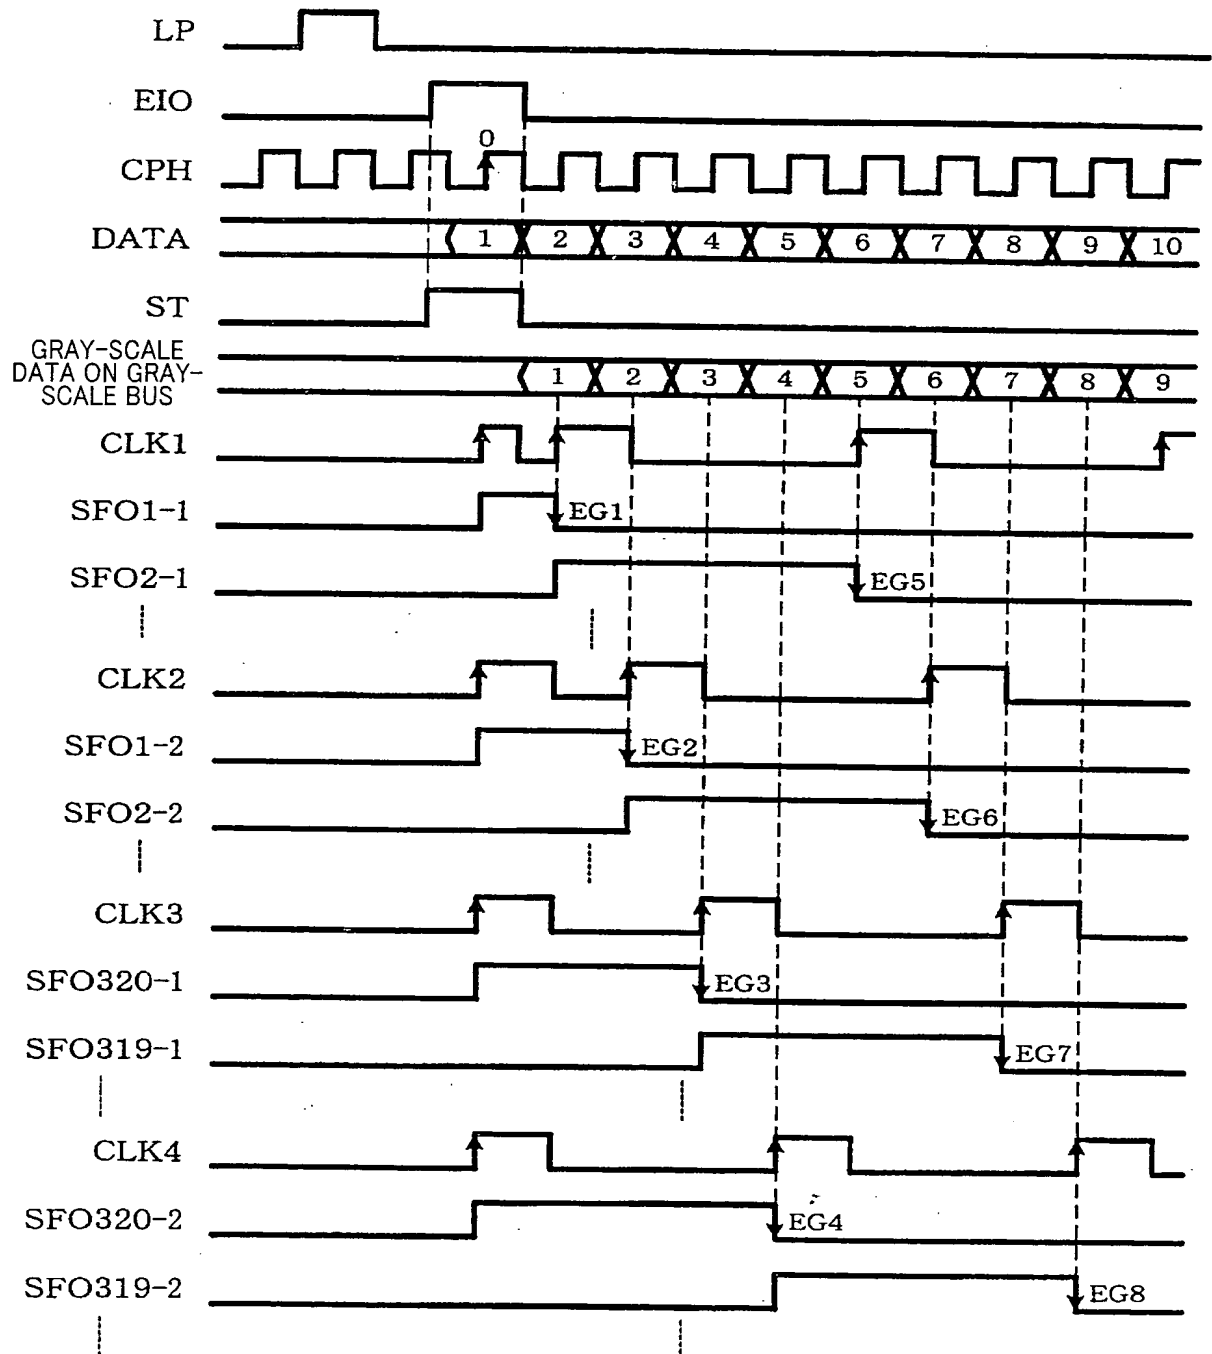 LP
EIO
0
CPH
DATA 1 2 3 4 5 6 7 8 9 10
ST
GRAY-SCALE
DATA ON GRAY-
SCALE BUS
1 2 3 4 5 6 7 8 9
CLK1
SFO1-1 EG1
SFO2-1 EG5
CLK2
SFO1-2 EG2
SFO2-2 EG6
CLK3
SFO320-1 EG3
SFO319-1 EG7
CLK4
SFO320-2 EG4
SFO319-2 EG8